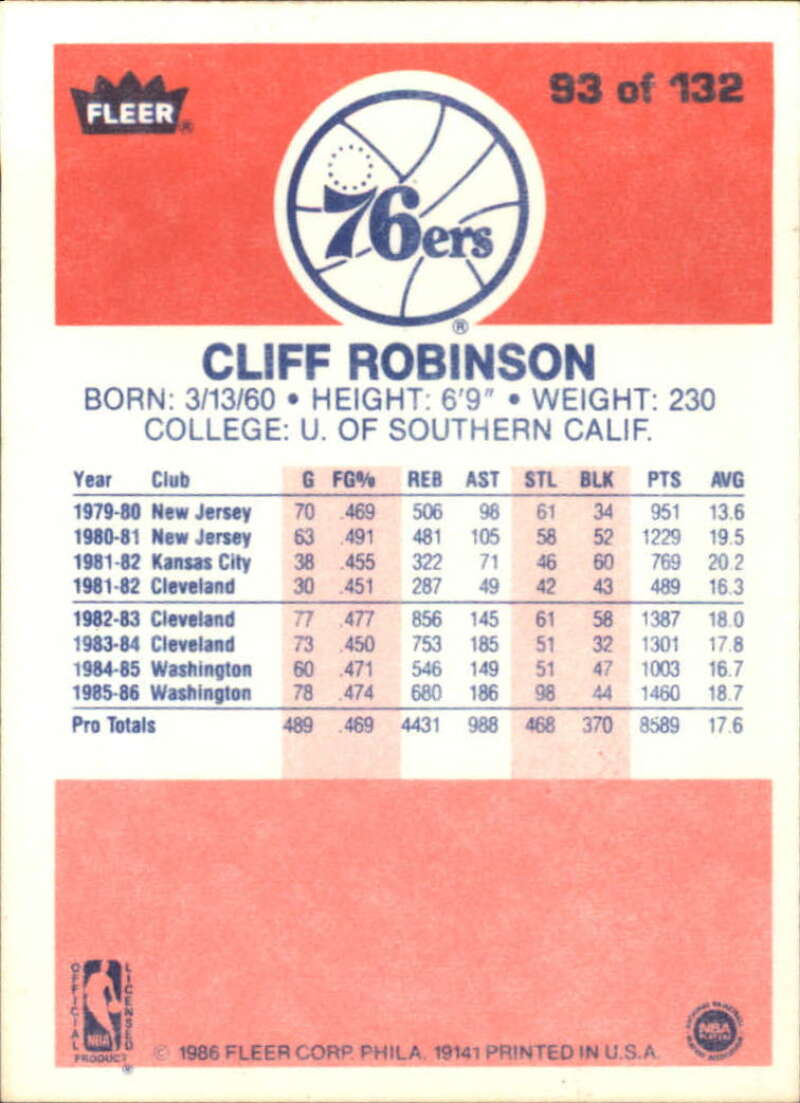 FLEER®
93 of 132
76ers®
CLIFF ROBINSON
BORN: 3/13/60 • HEIGHT: 6'9" • WEIGHT: 230
COLLEGE: U. OF SOUTHERN CALIF.
Year Club G FG% REB AST STL BLK PTS AVG
1979-80 New Jersey 70 .469 506 98 61 34 951 13.6
1980-81 New Jersey 63 .491 481 105 58 52 1229 19.5
1981-82 Kansas City 38 .455 322 71 46 60 769 20.2
1981-82 Cleveland 30 .451 287 49 42 43 489 16.3
1982-83 Cleveland 77 .477 856 145 61 58 1387 18.0
1983-84 Cleveland 73 .450 753 185 51 32 1301 17.8
1984-85 Washington 60 .471 546 149 51 47 1003 16.7
1985-86 Washington 78 .474 680 186 98 44 1460 18.7
Pro Totals 489 .469 4431 988 468 370 8589 17.6
OFFICIAL LICENSED
NBA
PRODUCT®
© 1986 FLEER CORP. PHILA. 19141 PRINTED IN U.S.A.
NATIONAL BASKETBALL
NBA
PLAYERS
PLAYERS ASSOCIATION